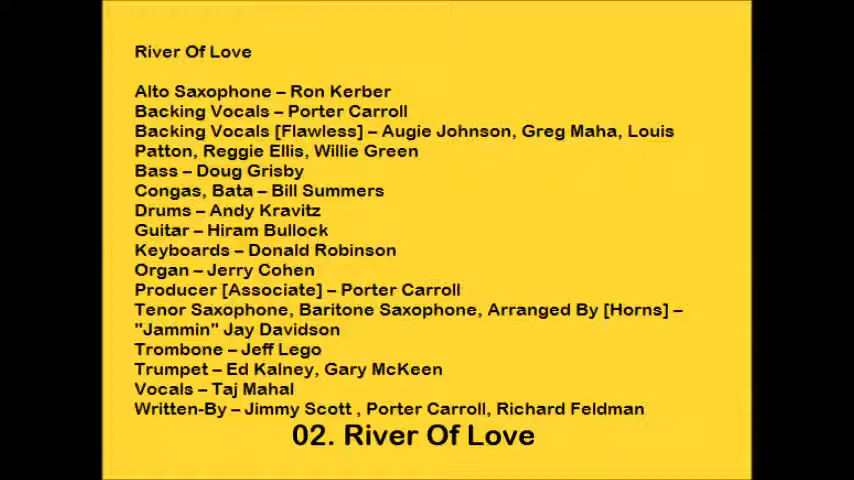 River Of Love
Alto Saxophone – Ron Kerber
Backing Vocals – Porter Carroll
Backing Vocals [Flawless] – Augie Johnson, Greg Maha, Louis
Patton, Reggie Ellis, Willie Green
Bass – Doug Grisby
Congas, Bata – Bill Summers
Drums – Andy Kravitz
Guitar – Hiram Bullock
Keyboards – Donald Robinson
Organ – Jerry Cohen
Producer [Associate] – Porter Carroll
Tenor Saxophone, Baritone Saxophone, Arranged By [Horns] –
"Jammin" Jay Davidson
Trombone – Jeff Lego
Trumpet – Ed Kalney, Gary McKeen
Vocals – Taj Mahal
Written-By – Jimmy Scott , Porter Carroll, Richard Feldman
02. River Of Love